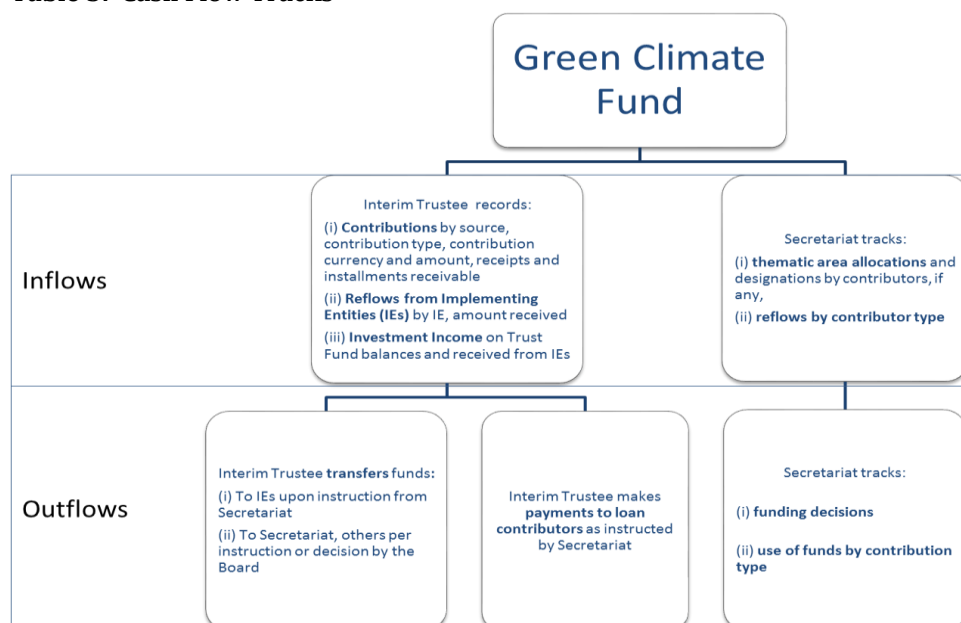 Green Climate
Fund
Inflows
Interim Trustee records:
(i) Contributions by source,
contribution type, contribution
currency and amount, receipts and
installments receivable
(ii) Reflows from Implementing
Entities (IEs) by IE, amount received
(iii) Investment Income on Trust
Fund balances and received from IEs
Secretariat tracks:
(i) thematic area allocations and
designations by contributors, if
any,
(ii) reflows by contributor type
Outflows
Interim Trustee transfers funds:
(i) To IEs upon instruction from
Secretariat
(ii) To Secretariat, others per
instruction or decision by the
Board
Interim Trustee makes
payments to loan
contributors as instructed
by Secretariat
Secretariat tracks:
(i) funding decisions
(ii) use of funds by contribution
type